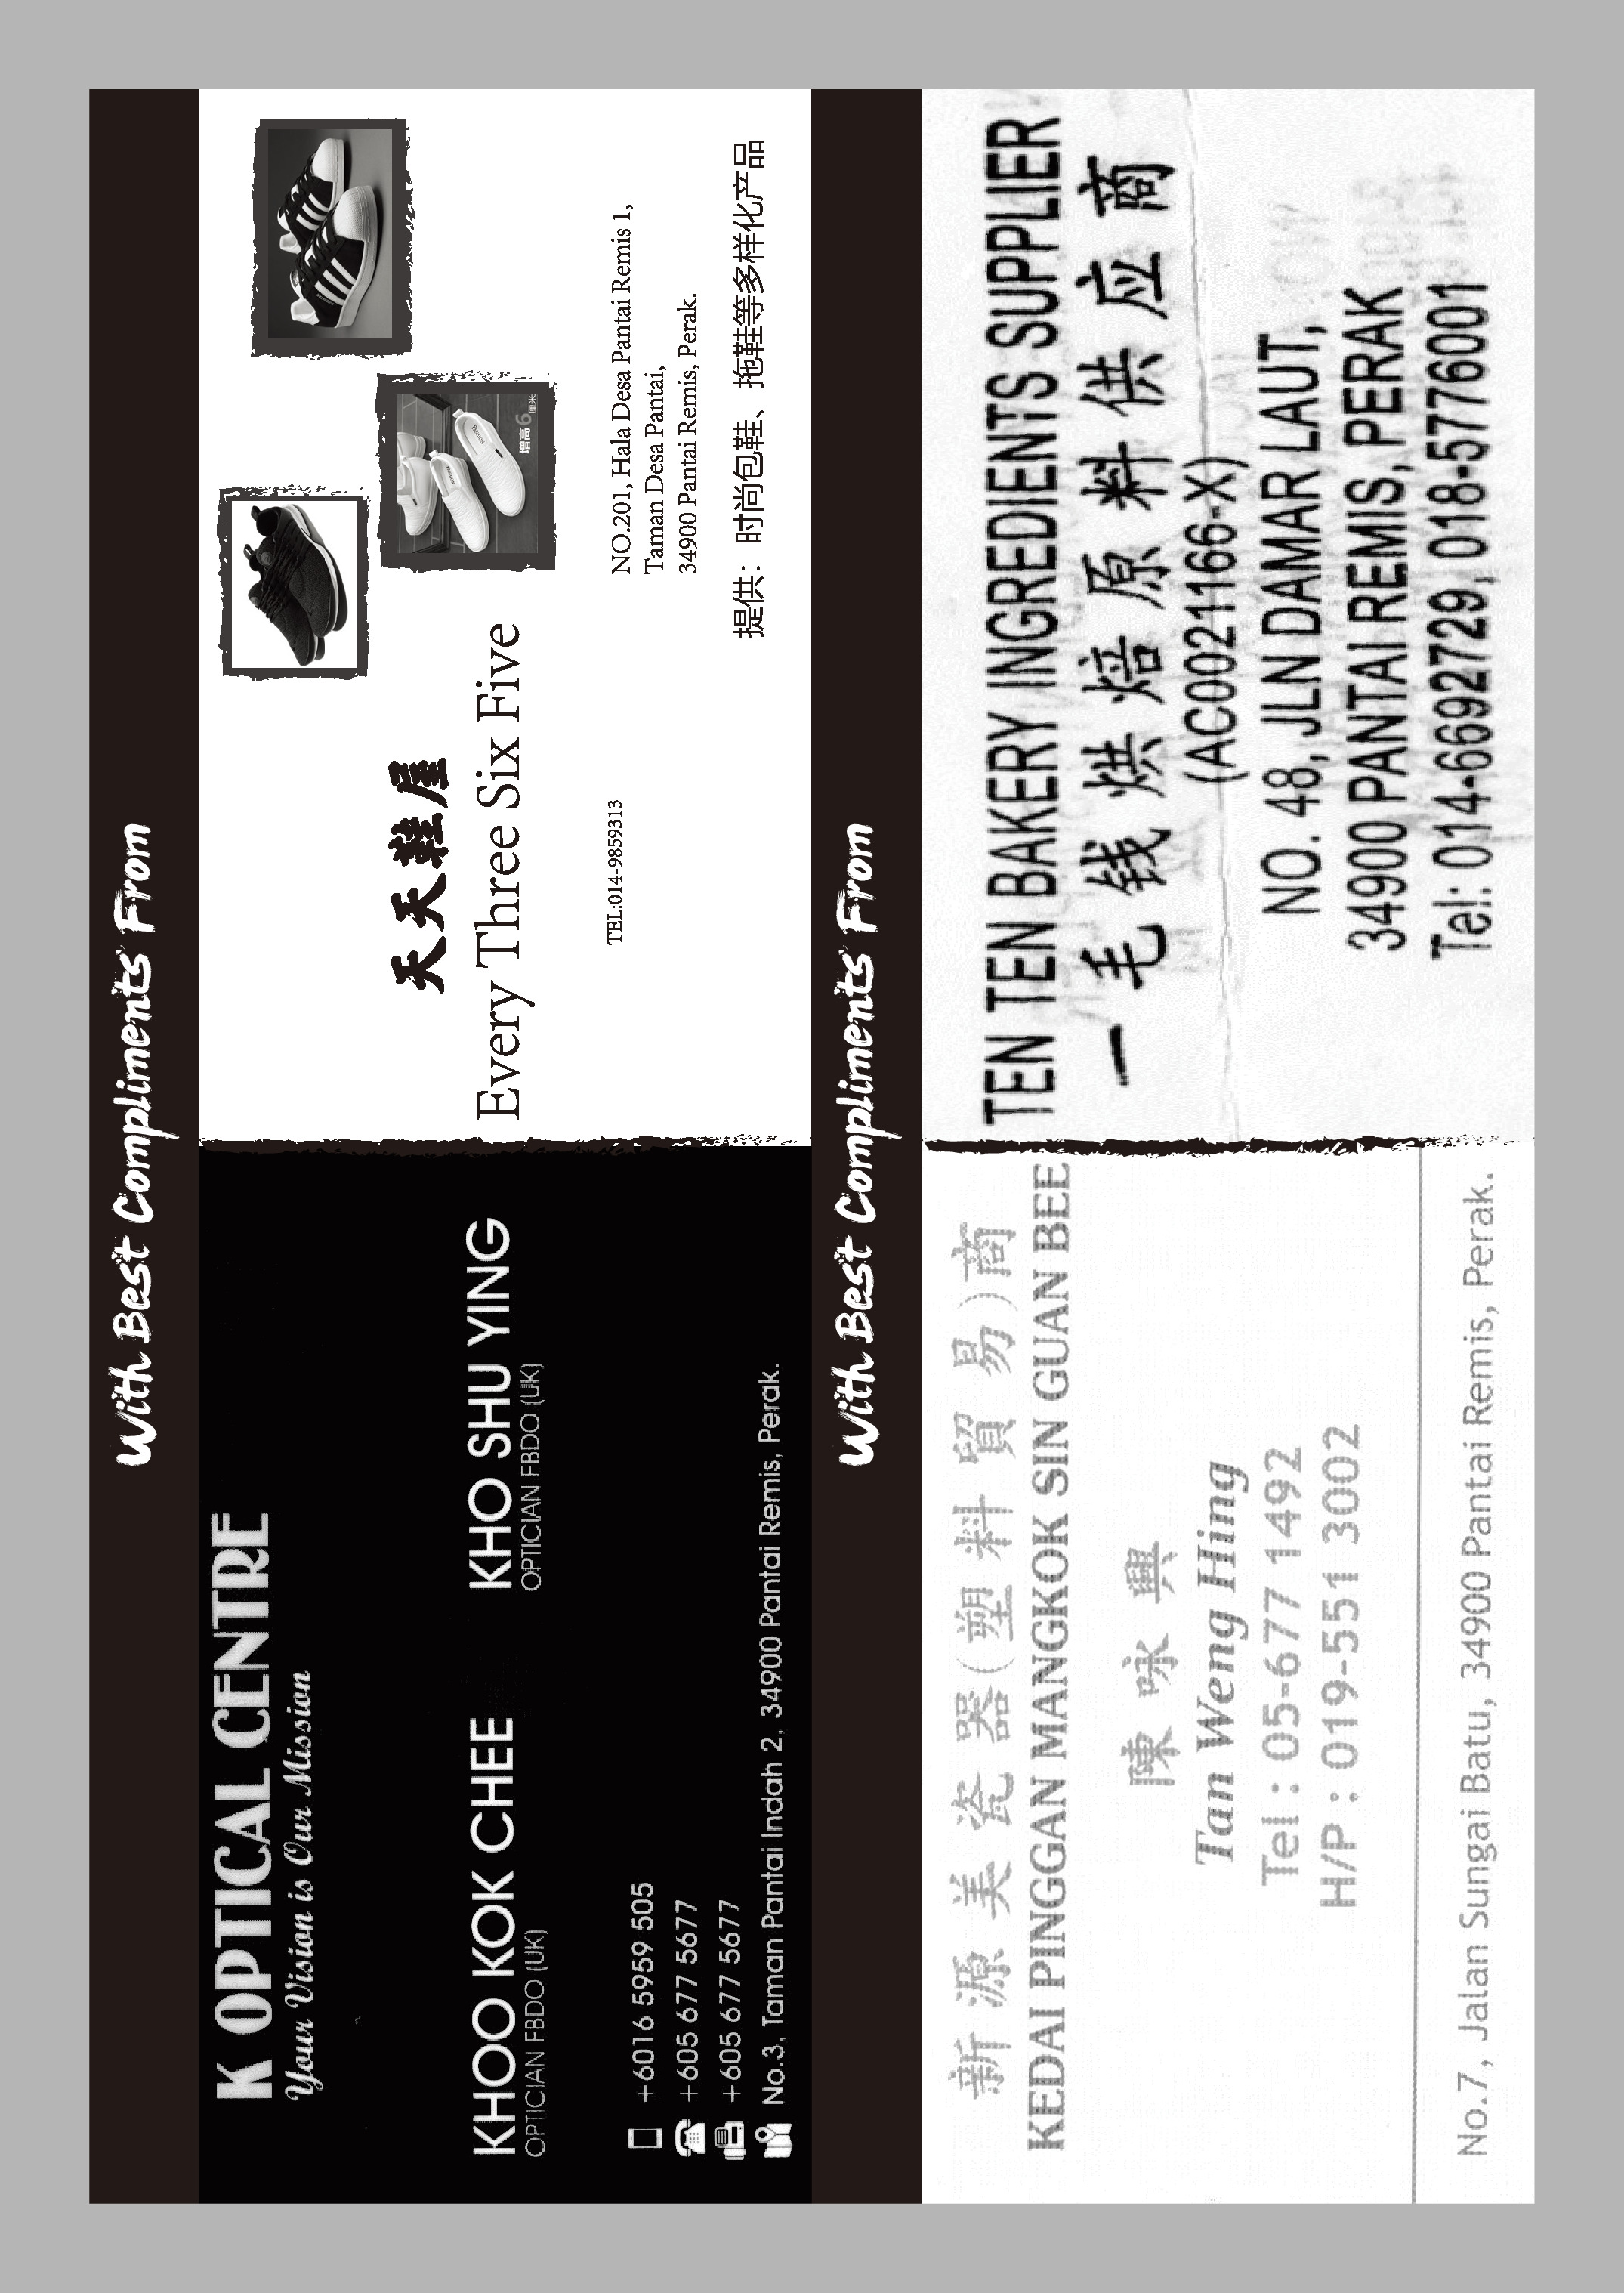 With Best Compliments From
K OPTICAL CENTRE
Your Vision is Our Mission
KHOO KOK CHEE
OPTICIAN FBDO (UK)
KHO SHU YING
OPTICIAN FBDO (UK)
+6016 5959 505
+605 677 5677
+605 677 5677
No.3, Taman Pantai Indah 2, 34900 Pantai Remis, Perak.
天天鞋屋
Every Three Six Five
TEL:014-9859313
增高6厘米
NO.201, Hala Desa Pantai Remis 1,
Taman Desa Pantai,
34900 Pantai Remis, Perak.
提供：时尚包鞋、拖鞋等多样化产品
With Best Compliments From
新源美瓷器(塑料貿易)商
KEDAI PINGGAN MANGKOK SIN GUAN BEE
陳咏興
Tan Weng Hing
Tel : 05-677 1492
H/P : 019-551 3002
No.7, Jalan Sungai Batu, 34900 Pantai Remis, Perak.
TEN TEN BAKERY INGREDIENTS SUPPLIER
一毛钱烘焙原料供应商
(AC0021166-X)
NO. 48, JLN DAMAR LAUT,
34900 PANTAI REMIS, PERAK
Tel: 014-6692729, 018-5776001